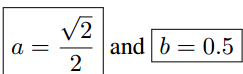 a = √2/2 and b = 0.5